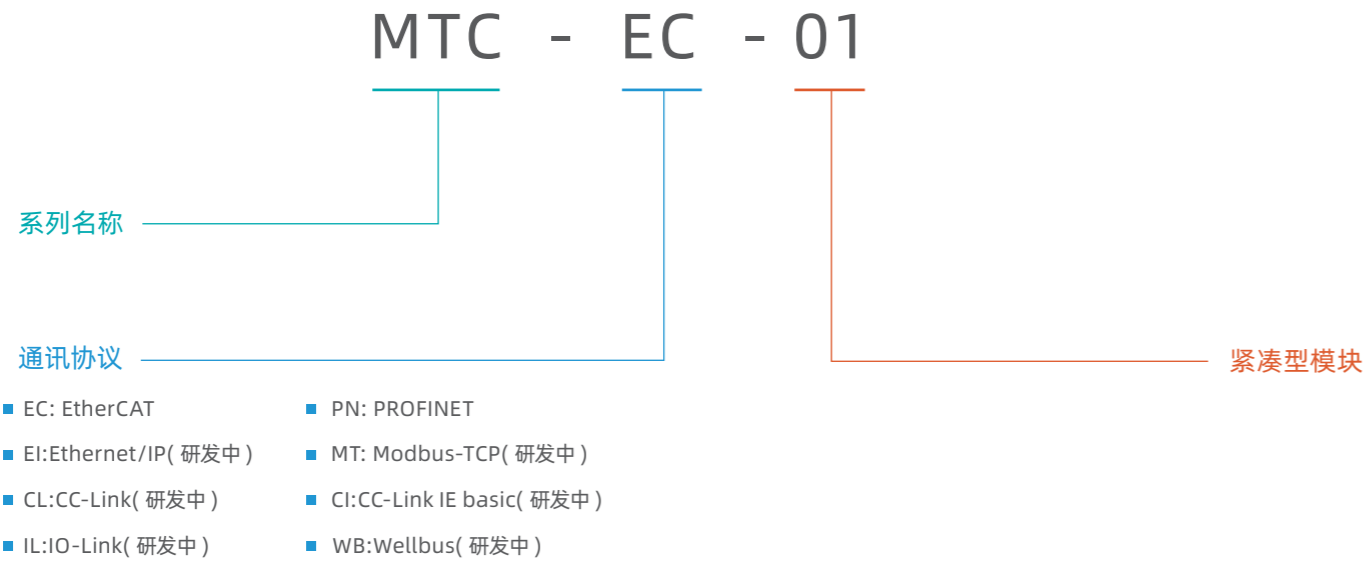 MTC - EC - 01
系列名称
通讯协议
紧凑型模块
EC: EtherCAT
PN: PROFINET
EI:Ethernet/IP( 研发中 )
MT: Modbus-TCP( 研发中 )
CL:CC-Link( 研发中 )
CI:CC-Link IE basic( 研发中 )
IL:IO-Link( 研发中 )
WB:Wellbus( 研发中 )